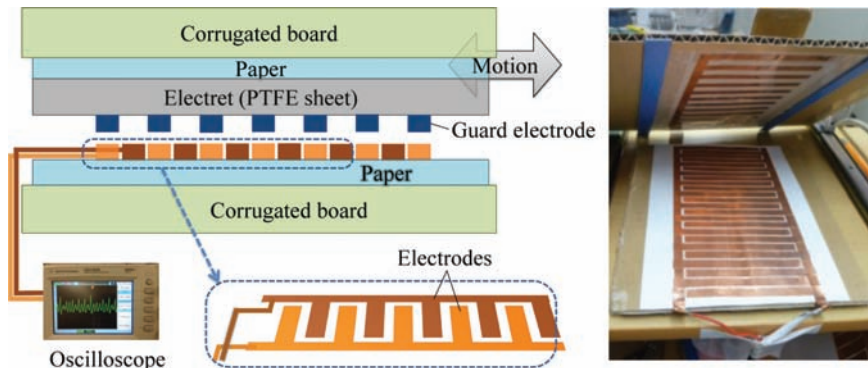 Corrugated board
Paper
Motion
Electret (PTFE sheet)
Guard electrode
Paper
Corrugated board
Electrodes
Oscilloscope